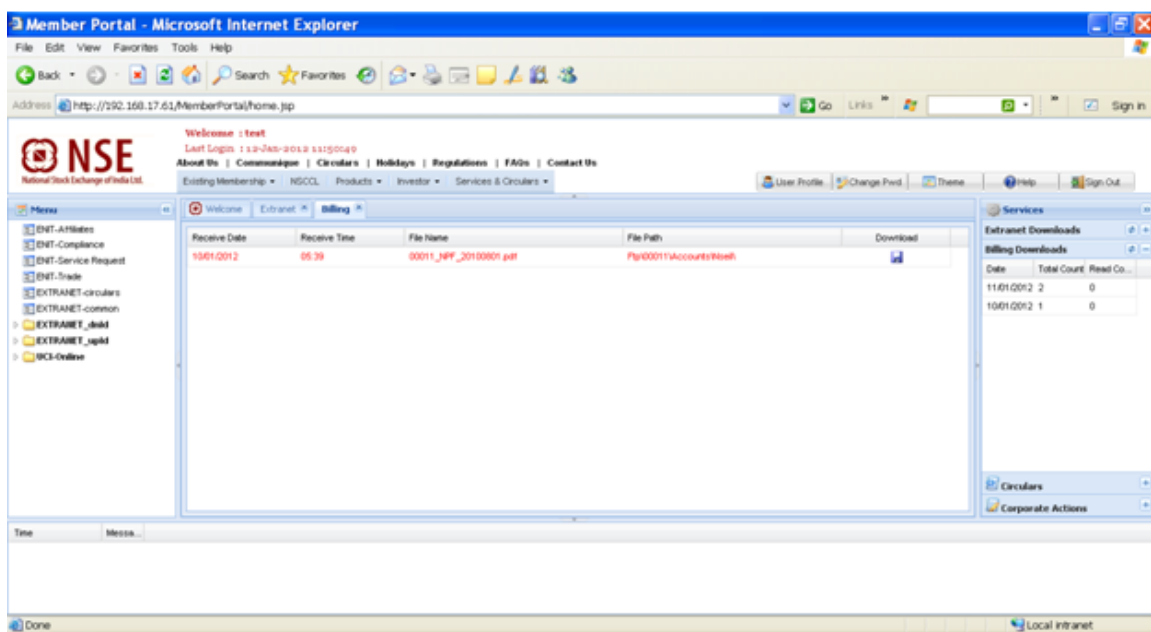 Member Portal - Microsoft Internet Explorer
File Edit View Favorites Tools Help
Back Search Favorites
Address http://192.168.17.61/MemberPortal/home.jsp Go Links Sign in
NSE
National Stock Exchange of India Ltd.
Welcome : test
Last Login : 12-Jan-2012 11:50:49
About Us | Communique | Circulars | Holidays | Regulations | FAQs | Contact Us
Existing Membership NSCCL Products Investor Services & Circulars User Profile Change Pwd Theme Help Sign Out
Menu
ENIT-Affiliates
ENIT-Compliance
ENIT-Service Request
ENIT-Trade
EXTRANET-circulars
EXTRANET-common
EXTRANET_dnld
EXTRANET_upld
UCI-Online
Welcome Extranet Billing
Receive Date Receive Time File Name File Path Download
10/01/2012 05:39 00011_NPF_20100801.pdf
Services
Extranet Downloads
Billing Downloads
Date Total Count Read Co...
11/01/2012 2 0
10/01/2012 1 0
Circulars
Corporate Actions
Time Messa...
Done Local intranet